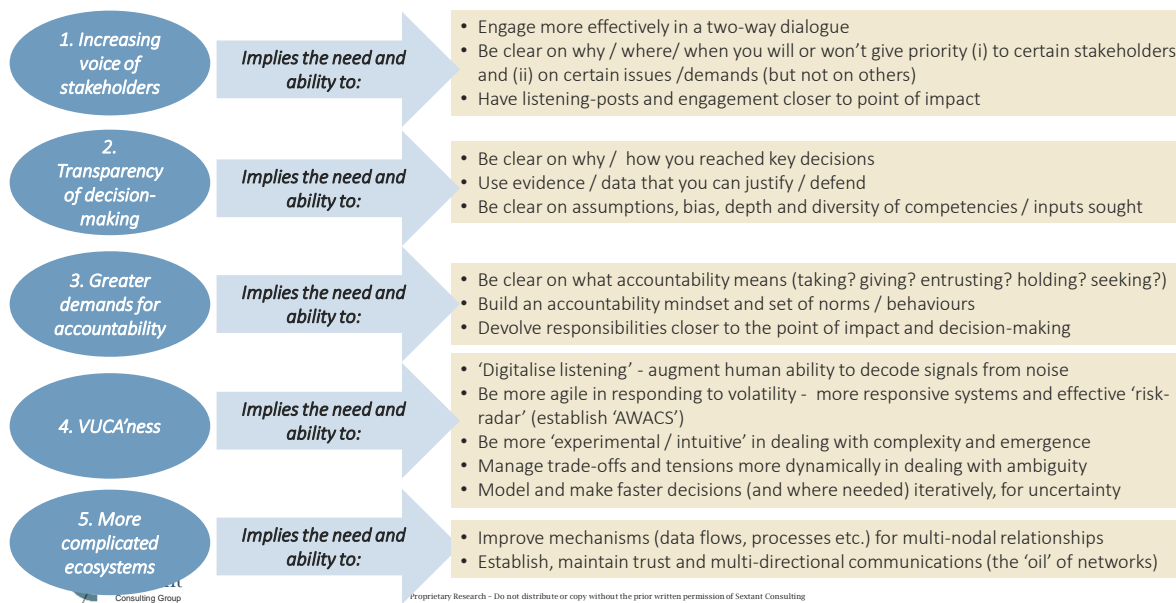 1. Increasing
voice of
stakeholders
Implies the need and
ability to:
• Engage more effectively in a two-way dialogue
• Be clear on why / where/ when you will or won’t give priority (i) to certain stakeholders
and (ii) on certain issues /demands (but not on others)
• Have listening-posts and engagement closer to point of impact
2.
Transparency
of decision-
making
Implies the need and
ability to:
• Be clear on why / how you reached key decisions
• Use evidence / data that you can justify / defend
• Be clear on assumptions, bias, depth and diversity of competencies / inputs sought
3. Greater
demands for
accountability
Implies the need and
ability to:
• Be clear on what accountability means (taking? giving? entrusting? holding? seeking?)
• Build an accountability mindset and set of norms / behaviours
• Devolve responsibilities closer to the point of impact and decision-making
4. VUCA’ness
Implies the need and
ability to:
• ‘Digitalise listening’ - augment human ability to decode signals from noise
• Be more agile in responding to volatility - more responsive systems and effective ‘risk-
radar’ (establish ‘AWACS’)
• Be more ‘experimental / intuitive’ in dealing with complexity and emergence
• Manage trade-offs and tensions more dynamically in dealing with ambiguity
• Model and make faster decisions (and where needed) iteratively, for uncertainty
5. More
complicated
ecosystems
Implies the need and
ability to:
• Improve mechanisms (data flows, processes etc.) for multi-nodal relationships
• Establish, maintain trust and multi-directional communications (the ‘oil’ of networks)
Consulting Group
Proprietary Research – Do not distribute or copy without the prior written permission of Sextant Consulting